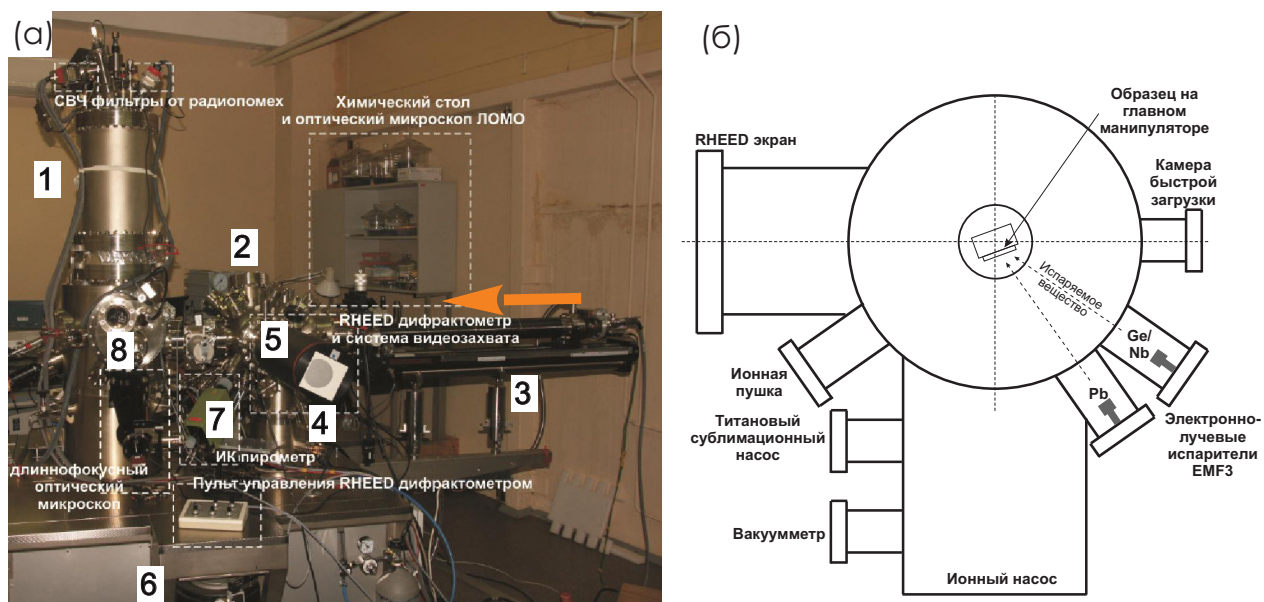 (а)
СВЧ фильтры от радиопомех
Химический стол
и оптический микроскоп ЛОМО
1
2
RHEED дифрактометр
и система видеозахвата
5
8
3
7
4
ИК пирометр
длиннофокусный
оптический
микроскоп
Пульт управления RHEED дифрактометром
6
(б)
Образец на
главном
манипуляторе
RHEED экран
Камера
быстрой
загрузки
Испаряемое
вещество
Ge/
Nb
Pb
Ионная
пушка
Титановый
сублимационный
насос
Электронно-
лучевые
испарители
EMF3
Вакуумметр
Ионный насос